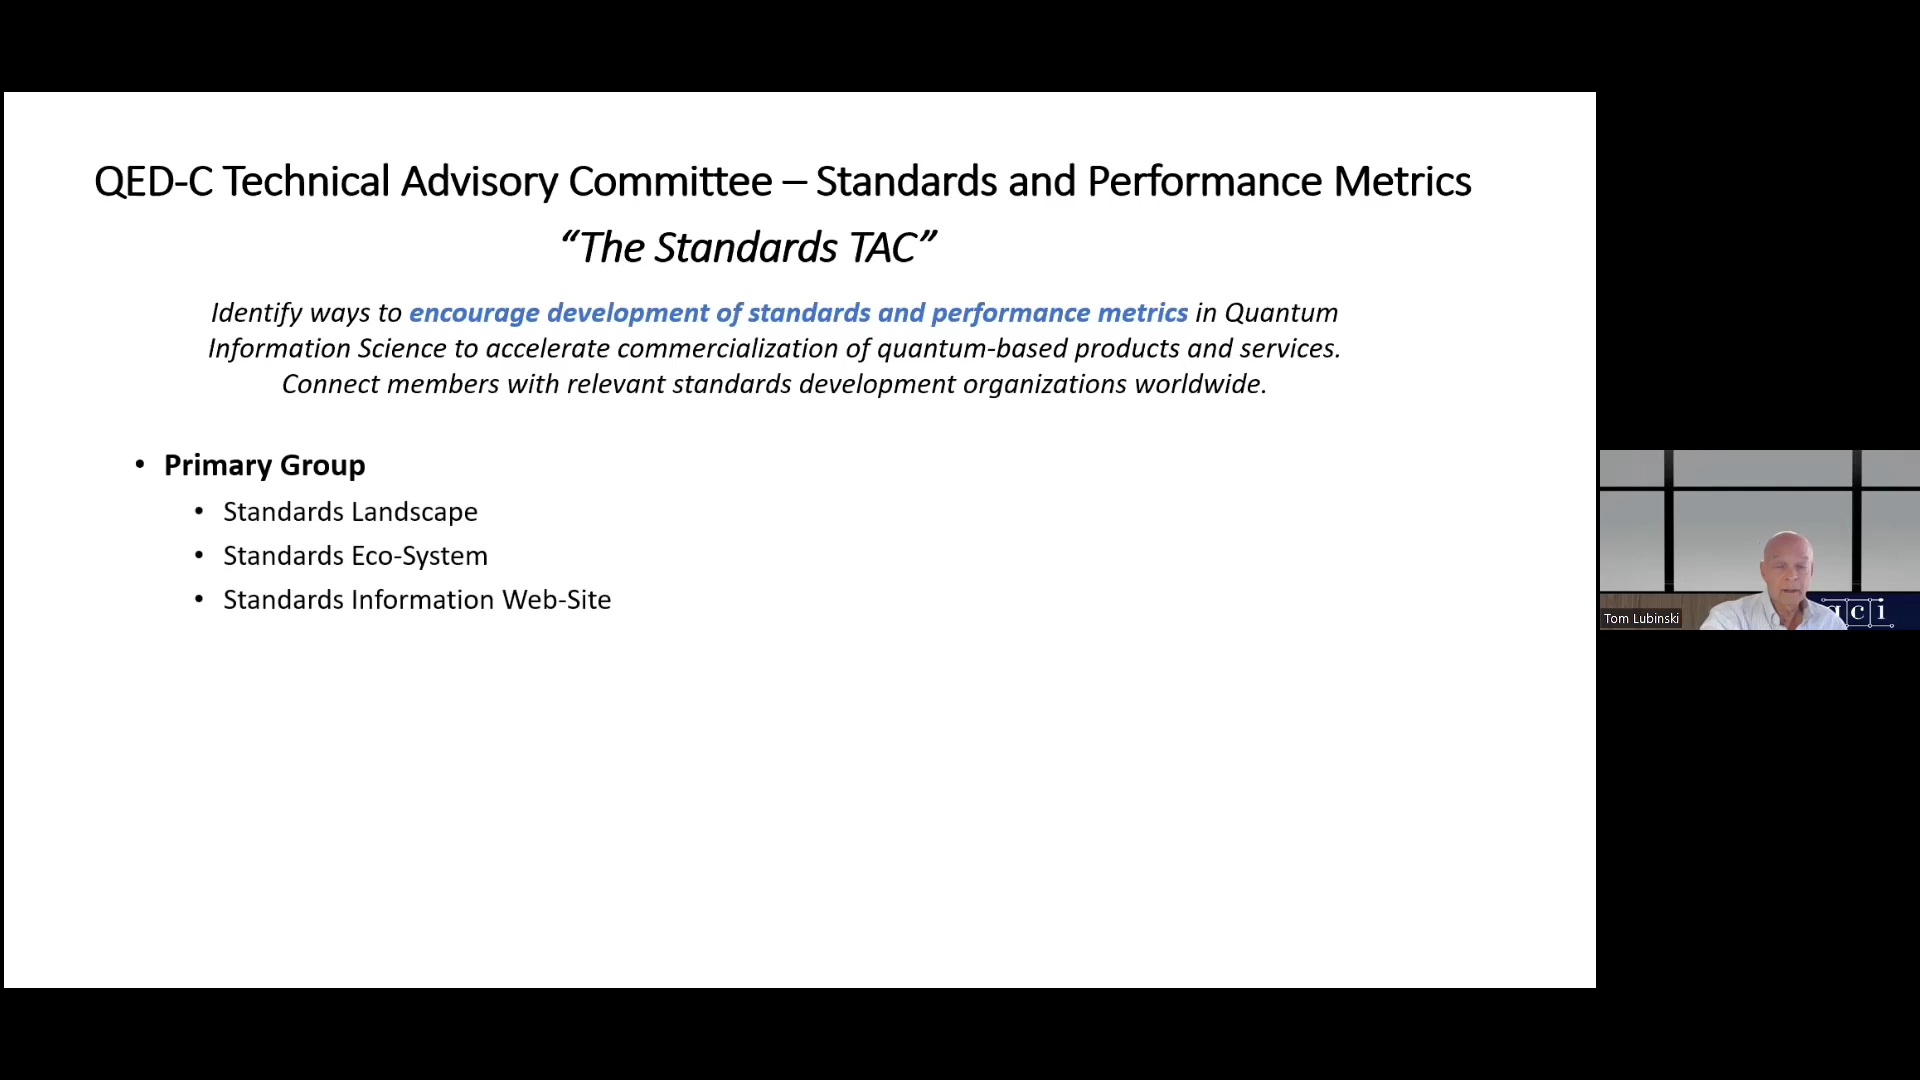 QED-C Technical Advisory Committee – Standards and Performance Metrics
“The Standards TAC”
Identify ways to encourage development of standards and performance metrics in Quantum
Information Science to accelerate commercialization of quantum-based products and services.
Connect members with relevant standards development organizations worldwide.
• Primary Group
• Standards Landscape
• Standards Eco-System
• Standards Information Web-Site
Tom Lubinski
qci